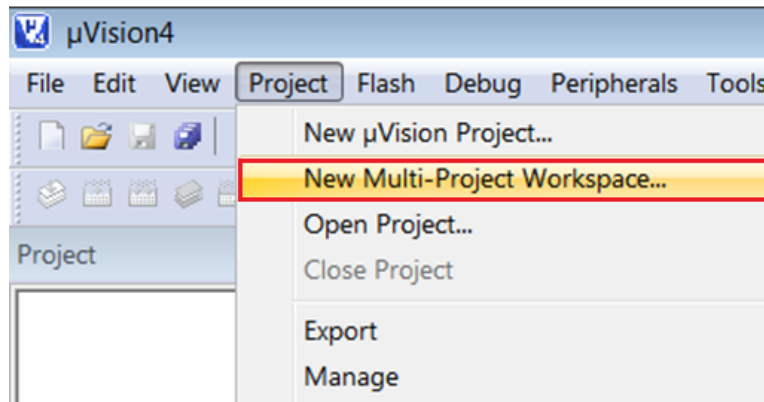 µVision4
File Edit View Project Flash Debug Peripherals Tools
New µVision Project...
New Multi-Project Workspace...
Open Project...
Project
Close Project
Export
Manage